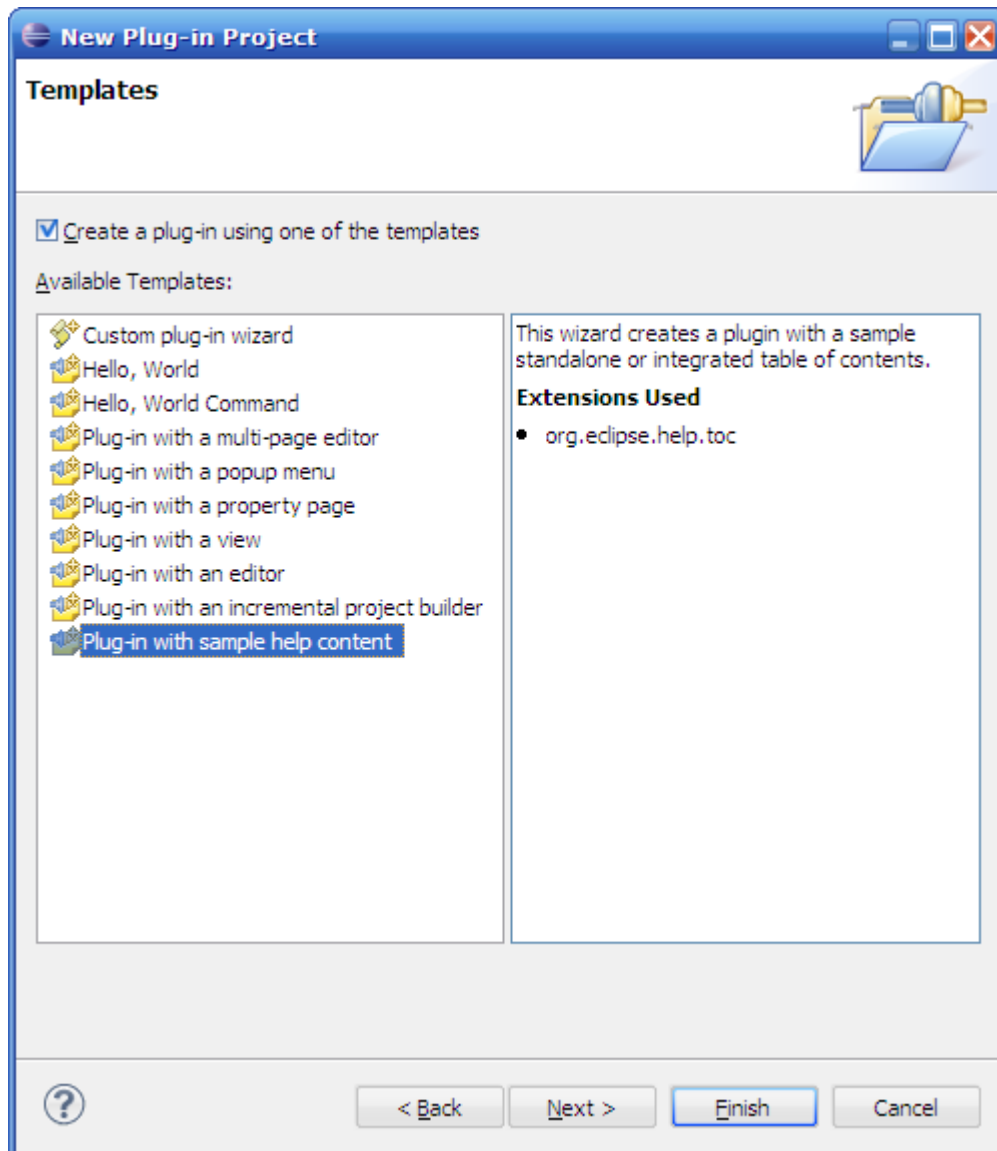 New Plug-in Project
Templates
Create a plug-in using one of the templates
Available Templates:
Custom plug-in wizard
Hello, World
Hello, World Command
Plug-in with a multi-page editor
Plug-in with a popup menu
Plug-in with a property page
Plug-in with a view
Plug-in with an editor
Plug-in with an incremental project builder
Plug-in with sample help content
This wizard creates a plugin with a sample
standalone or integrated table of contents.
Extensions Used
• org.eclipse.help.toc
?
< Back
Next >
Finish
Cancel